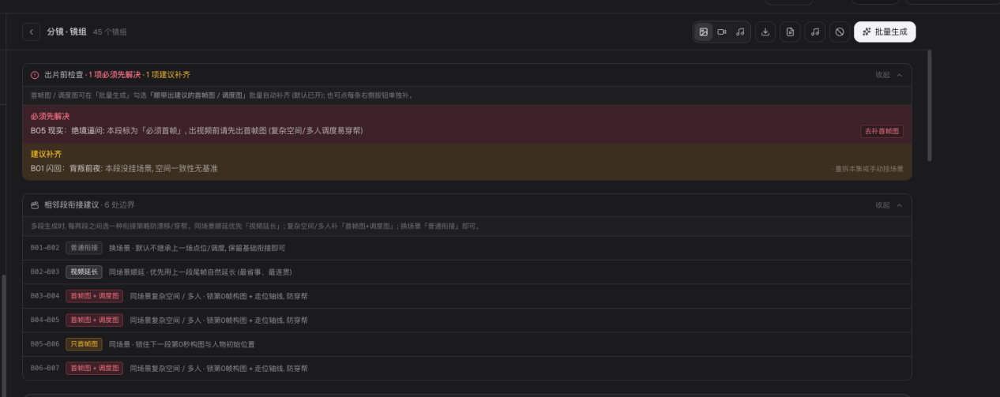 分镜·镜组 45 个镜组
批量生成
出片前检查 · 1 项必须先解决 · 1 项建议补齐
收起
首帧图 / 调度图可在「批量生成」勾选「顺带出建议的首帧图 / 调度图」批量自动补齐 (默认已开); 也可点每条右侧按钮单独补。
必须先解决
B05 现实：绝境逼问: 本段标为「必须首帧」, 出视频前请先出首帧图 (复杂空间/多人调度易穿帮)
去补首帧图
建议补齐
B01 闪回：背叛前夜: 本段没挂场景, 空间一致性无基准
· 重拆本集或手动挂场景
相邻段衔接建议 · 6 处边界
收起
多段生成时, 每两段之间选一种衔接策略防漂移/穿帮。同场景顺延优先「视频延长」; 复杂空间/多人补「首帧图+调度图」; 换场景「普通衔接」即可。
B01→B02 普通衔接 换场景 · 默认不继承上一场点位/调度, 保留基础衔接即可
B02→B03 视频延长 同场景顺延 · 优先用上一段尾帧自然延长 (最省事、最连贯)
B03→B04 首帧图 + 调度图 同场景复杂空间 / 多人 · 锁第0帧构图 + 走位轴线, 防穿帮
B04→B05 首帧图 + 调度图 同场景复杂空间 / 多人 · 锁第0帧构图 + 走位轴线, 防穿帮
B05→B06 只首帧图 同场景 · 锁住下一段第0秒构图与人物初始位置
B06→B07 首帧图 + 调度图 同场景复杂空间 / 多人 · 锁第0帧构图 + 走位轴线, 防穿帮